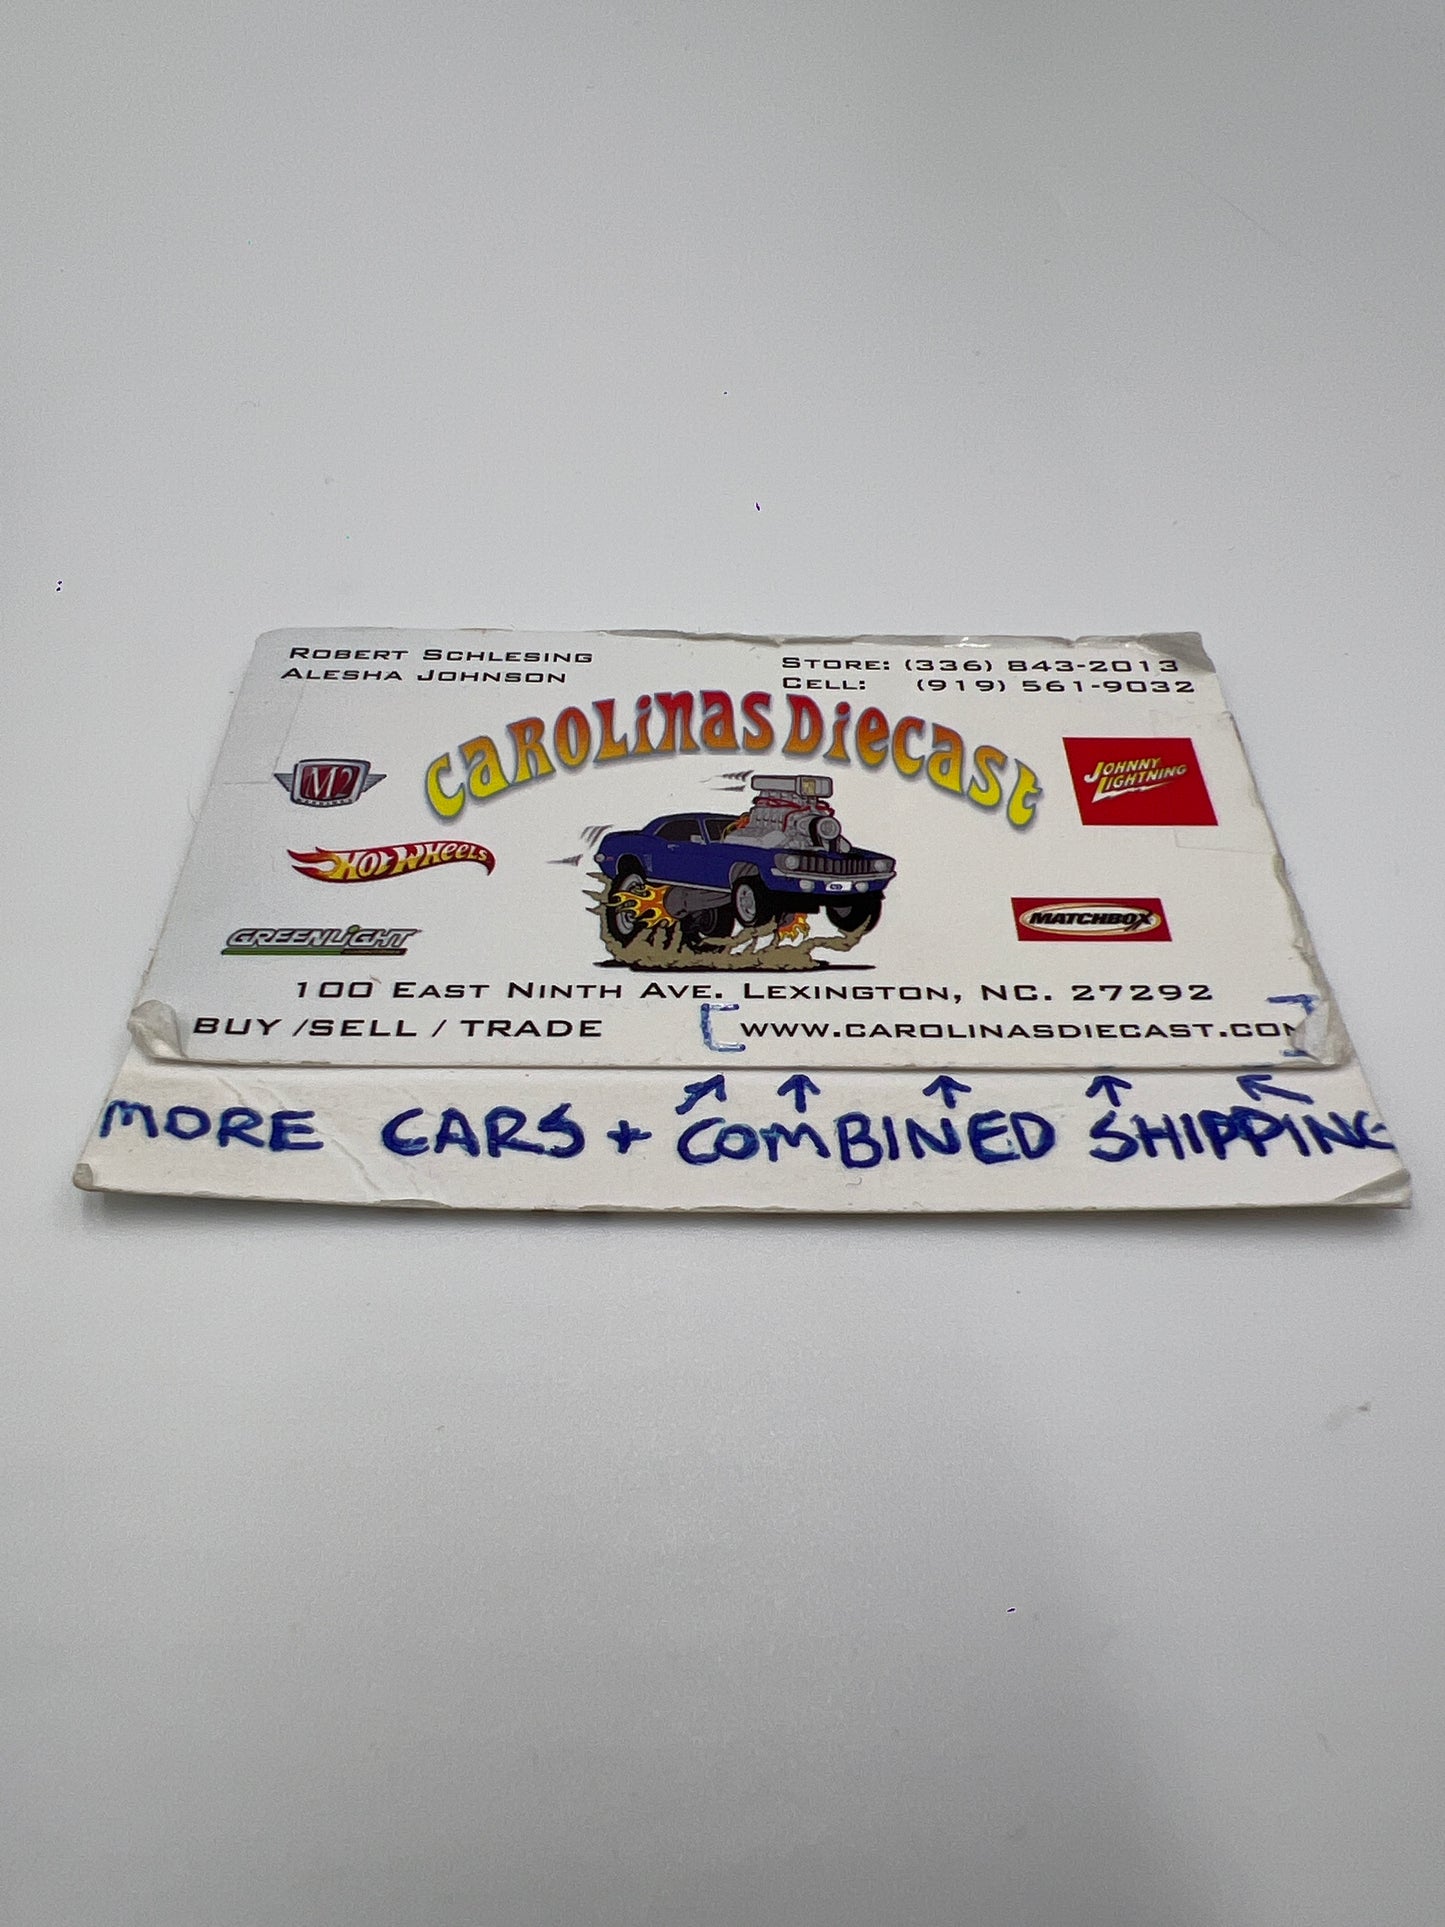 ROBERT SCHLESING
ALESHA JOHNSON
STORE: (336) 843-2013
CELL: (919) 561-9032
CAROLINAS DIECAST
M2
JOHNNY
LIGHTNING
HOT WHEELS
MATCHBOX
GREENLIGHT
100 EAST NINTH AVE. LEXINGTON, NC. 27292
BUY /SELL / TRADE
[WWW.CAROLINASDIECAST.COM]
↗ ↑ ↑ ↑ ↖
MORE CARS + COMBINED SHIPPING